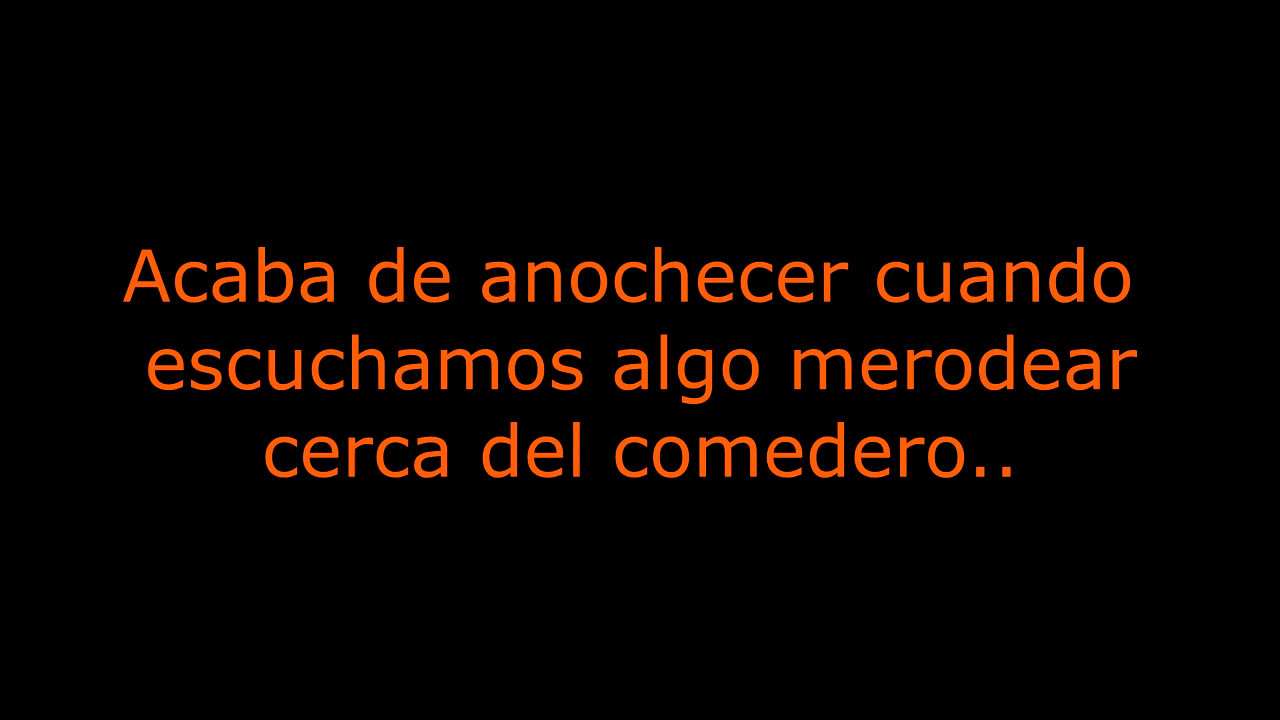 Acaba de anochecer cuando
escuchamos algo merodear
cerca del comedero..